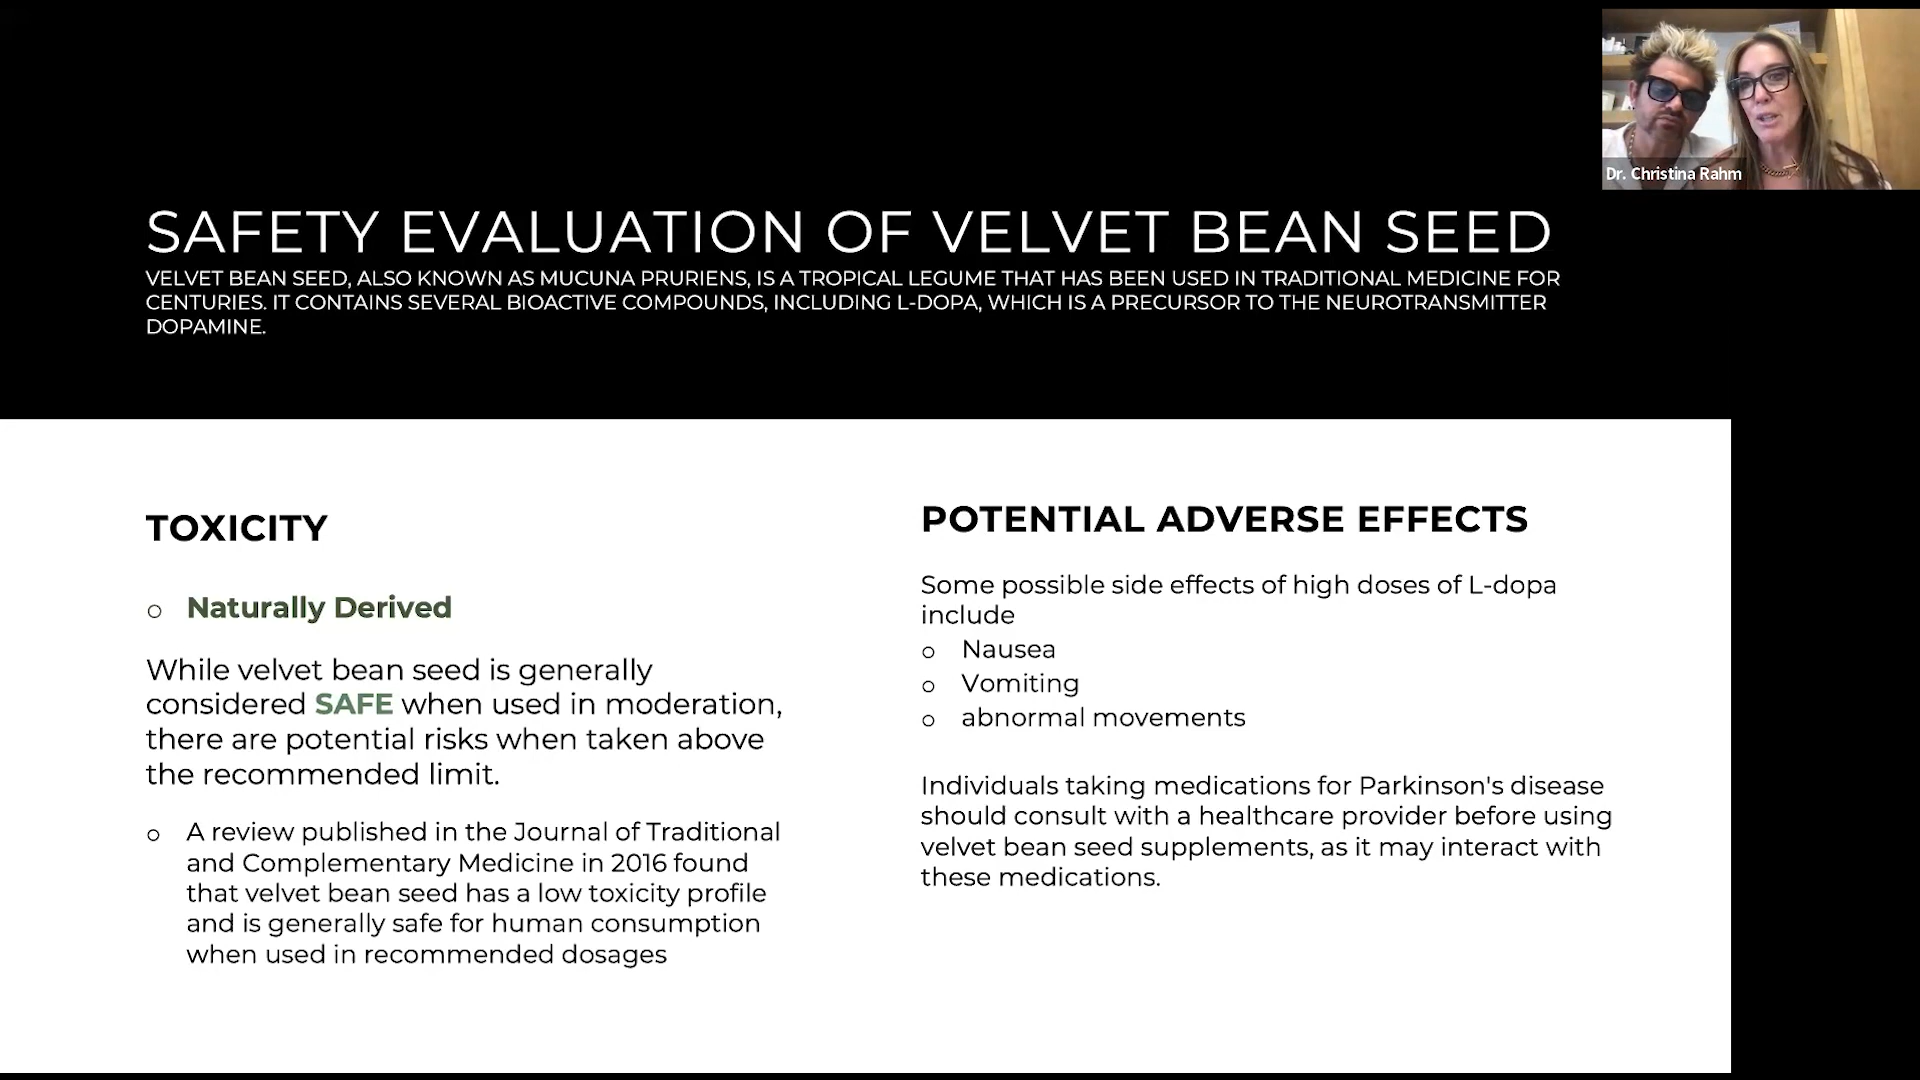 Dr. Christina Rahm
SAFETY EVALUATION OF VELVET BEAN SEED
VELVET BEAN SEED, ALSO KNOWN AS MUCUNA PRURIENS, IS A TROPICAL LEGUME THAT HAS BEEN USED IN TRADITIONAL MEDICINE FOR
CENTURIES. IT CONTAINS SEVERAL BIOACTIVE COMPOUNDS, INCLUDING L-DOPA, WHICH IS A PRECURSOR TO THE NEUROTRANSMITTER
DOPAMINE.
TOXICITY
Naturally Derived
While velvet bean seed is generally
considered SAFE when used in moderation,
there are potential risks when taken above
the recommended limit.
A review published in the Journal of Traditional
and Complementary Medicine in 2016 found
that velvet bean seed has a low toxicity profile
and is generally safe for human consumption
when used in recommended dosages
POTENTIAL ADVERSE EFFECTS
Some possible side effects of high doses of L-dopa
include
Nausea
Vomiting
abnormal movements
Individuals taking medications for Parkinson's disease
should consult with a healthcare provider before using
velvet bean seed supplements, as it may interact with
these medications.